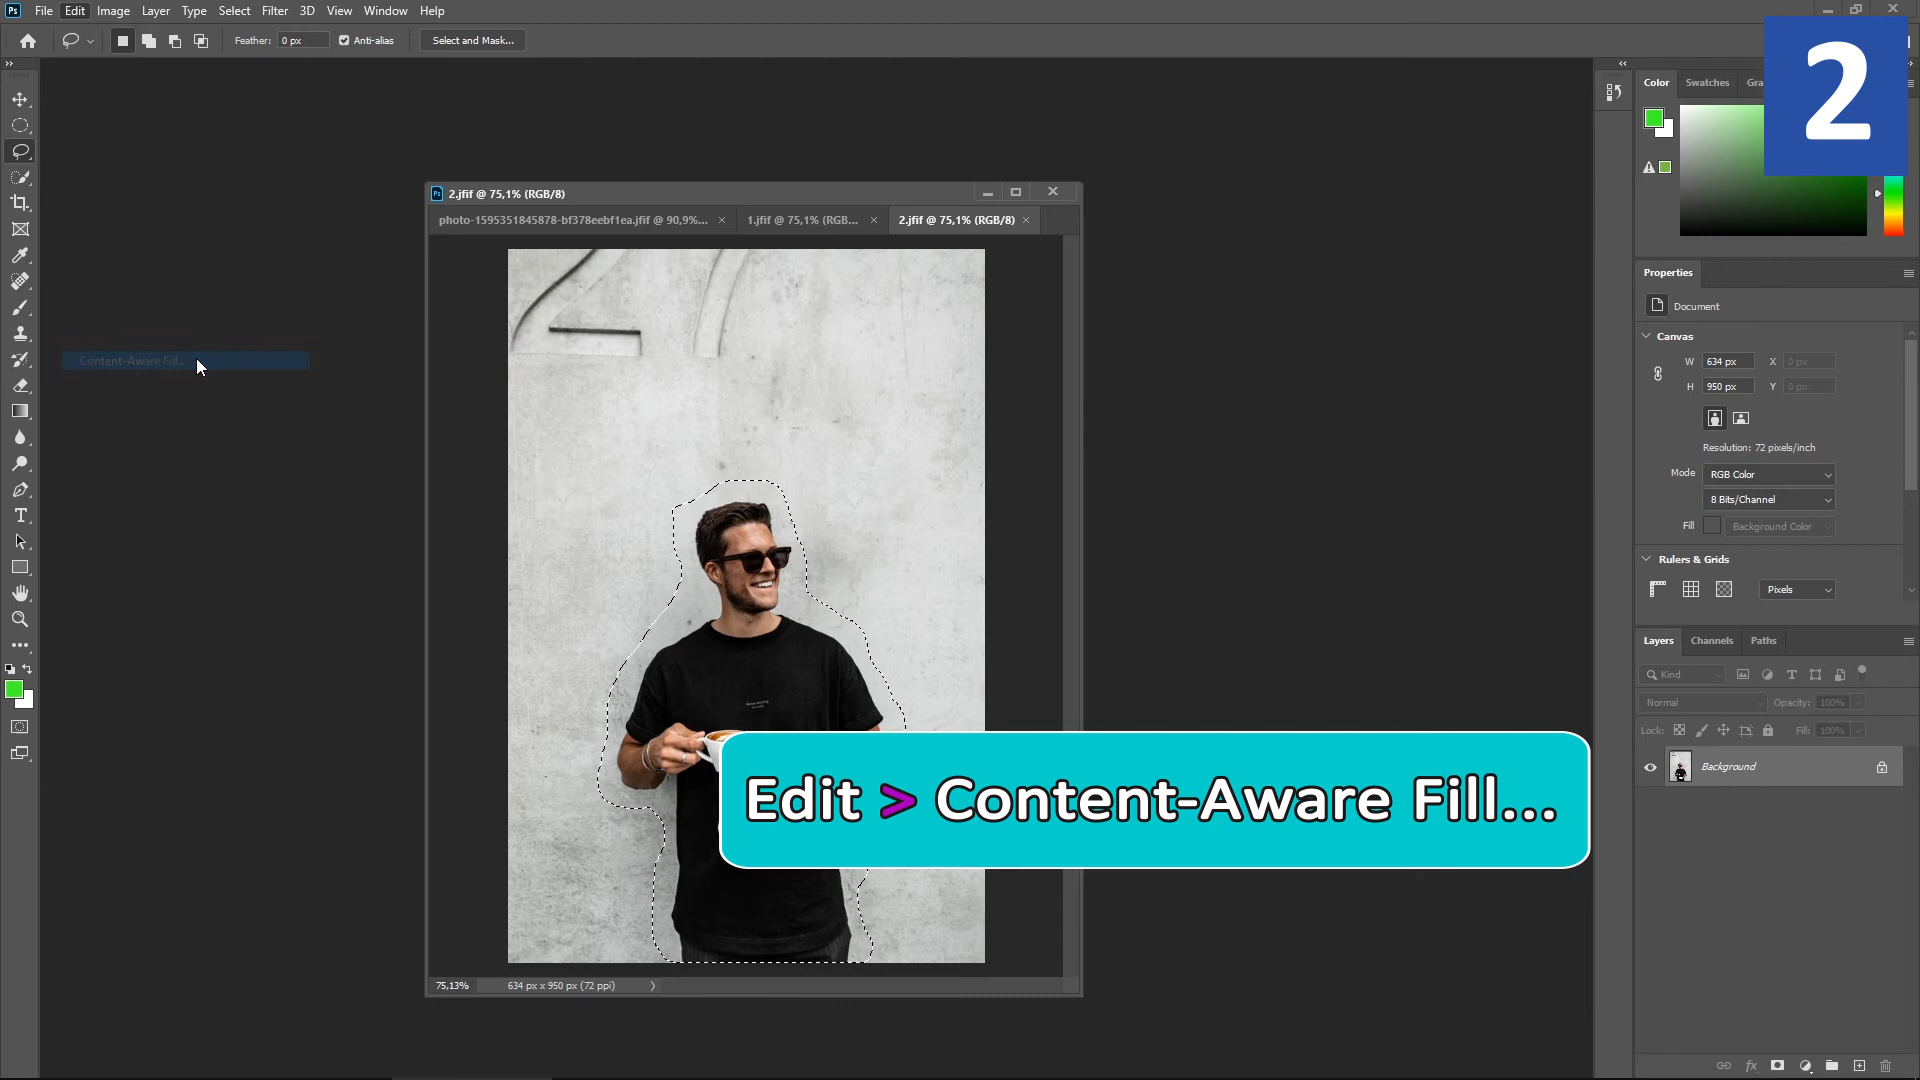 Ps File Edit Image Layer Type Select Filter 3D View Window Help
Feather: 0 px Anti-alias Select and Mask...
2
Color Swatches Gra
Ps 2.jfif @ 75,1% (RGB/8)
photo-1595351845878-bf378eebf1ea.jfif @ 90,9%... × 1.jfif @ 75,1% (RGB... × 2.jfif @ 75,1% (RGB/8) ×
27
Content-Aware Fill...
Properties
Document
Canvas
W 634 px X 0 px
H 950 px Y 0 px
Resolution: 72 pixels/inch
Mode RGB Color
8 Bits/Channel
Fill Background Color
Rulers & Grids
Pixels
Layers Channels Paths
Kind
Normal Opacity: 100%
Lock: Fill: 100%
Background
Edit > Content-Aware Fill...
75,13% 634 px x 950 px (72 ppi)